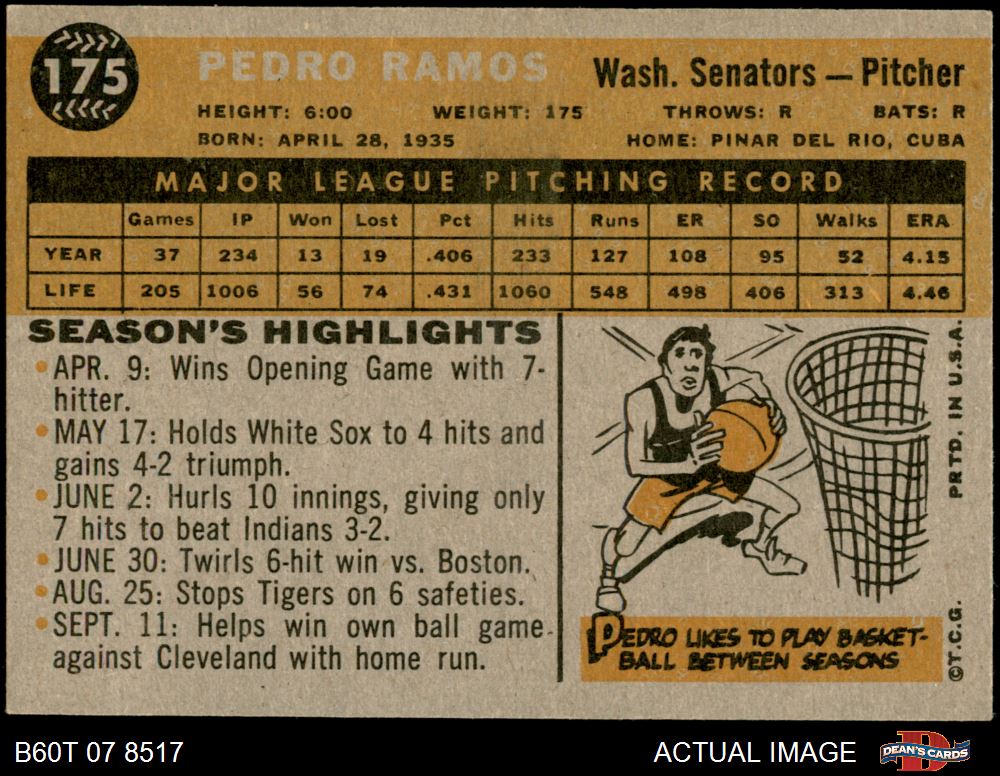 175
PEDRO RAMOS
Wash. Senators — Pitcher
HEIGHT: 6:00 WEIGHT: 175 THROWS: R BATS: R
BORN: APRIL 28, 1935 HOME: PINAR DEL RIO, CUBA
MAJOR LEAGUE PITCHING RECORD
Games IP Won Lost Pct Hits Runs ER SO Walks ERA
YEAR 37 234 13 19 .406 233 127 108 95 52 4.15
LIFE 205 1006 56 74 .431 1060 548 498 406 313 4.46
SEASON'S HIGHLIGHTS
• APR. 9: Wins Opening Game with 7-
hitter.
• MAY 17: Holds White Sox to 4 hits and
gains 4-2 triumph.
• JUNE 2: Hurls 10 innings, giving only
7 hits to beat Indians 3-2.
• JUNE 30: Twirls 6-hit win vs. Boston.
• AUG. 25: Stops Tigers on 6 safeties.
• SEPT. 11: Helps win own ball game
against Cleveland with home run.
PEDRO LIKES TO PLAY BASKET-
BALL BETWEEN SEASONS
©T.C.G. PRTD. IN U.S.A.
B60T 07 8517
ACTUAL IMAGE
DEAN'S CARDS